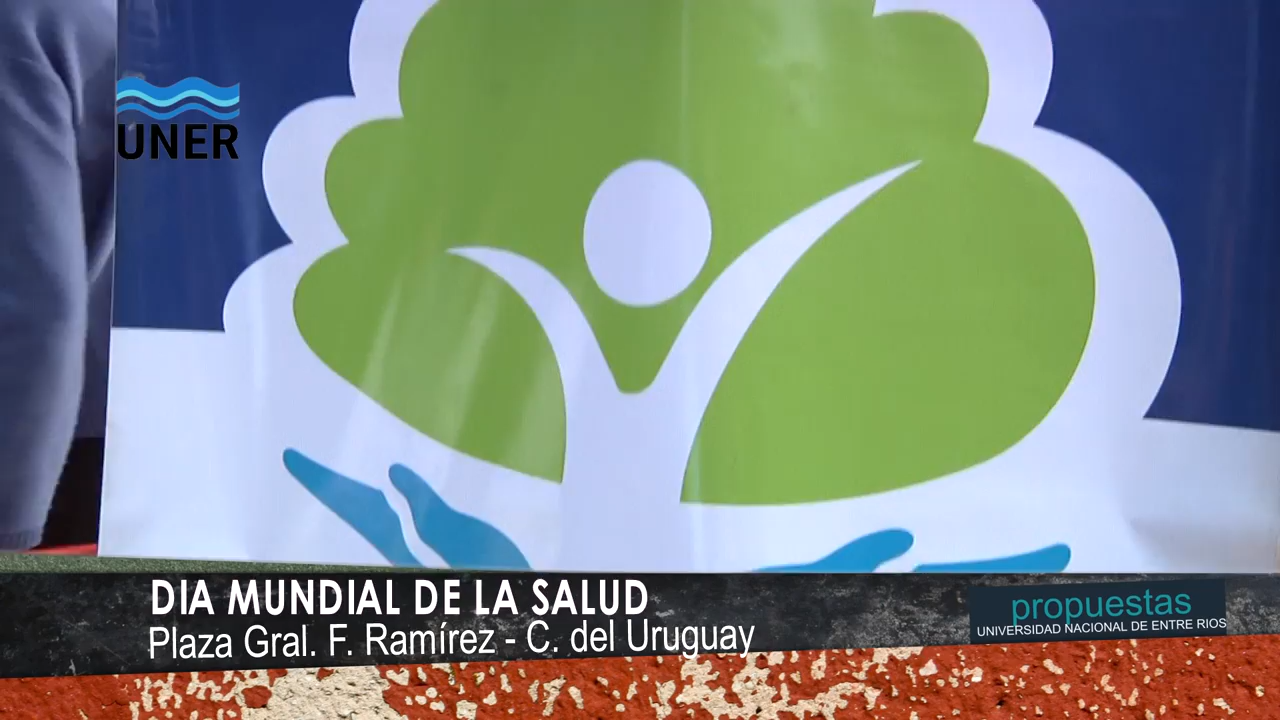 UNER
DIA MUNDIAL DE LA SALUD
Plaza Gral. F. Ramírez - C. del Uruguay
propuestas
UNIVERSIDAD NACIONAL DE ENTRE RIOS